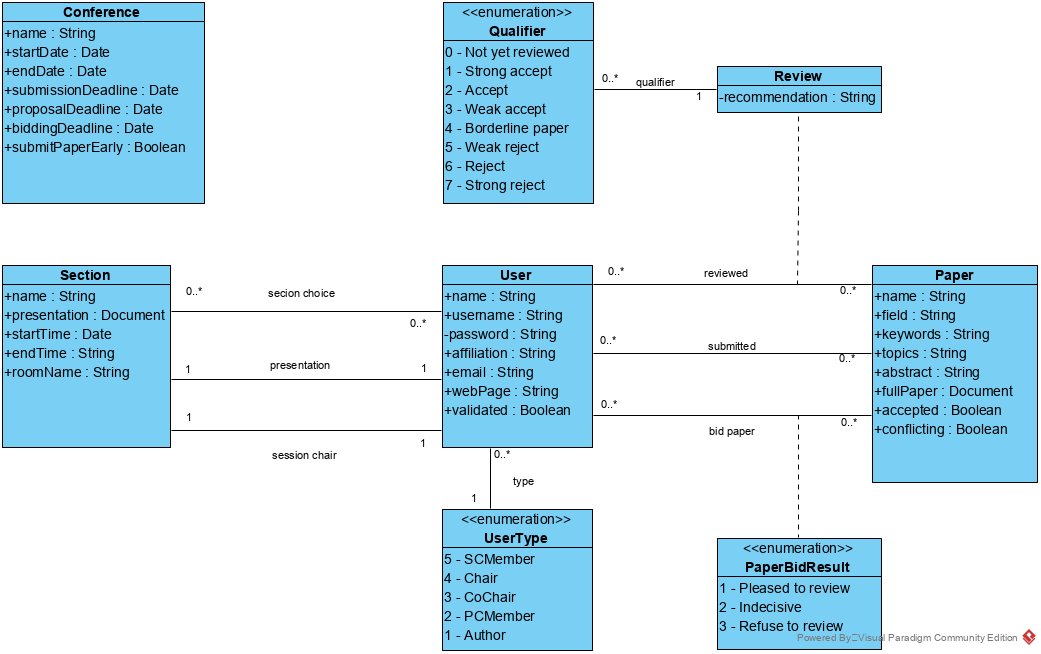 Conference
+name : String
+startDate : Date
+endDate : Date
+submissionDeadline : Date
+proposalDeadline : Date
+biddingDeadline : Date
+submitPaperEarly : Boolean
<<enumeration>>
Qualifier
0 - Not yet reviewed
1 - Strong accept
2 - Accept
3 - Weak accept
4 - Borderline paper
5 - Weak reject
6 - Reject
7 - Strong reject
0..*
qualifier
1
Review
-recommendation : String
Section
+name : String
+presentation : Document
+startTime : Date
+endTime : String
+roomName : String
0..*
secion choice
0..*
1
presentation
1
1
session chair
1
User
+name : String
+username : String
-password : String
+affiliation : String
+email : String
+webPage : String
+validated : Boolean
0..*
reviewed
0..*
0..*
submitted
0..*
0..*
bid paper
0..*
Paper
+name : String
+field : String
+keywords : String
+topics : String
+abstract : String
+fullPaper : Document
+accepted : Boolean
+conflicting : Boolean
0..*
type
1
<<enumeration>>
UserType
5 - SCMember
4 - Chair
3 - CoChair
2 - PCMember
1 - Author
<<enumeration>>
PaperBidResult
1 - Pleased to review
2 - Indecisive
3 - Refuse to review
Powered By Visual Paradigm Community Edition